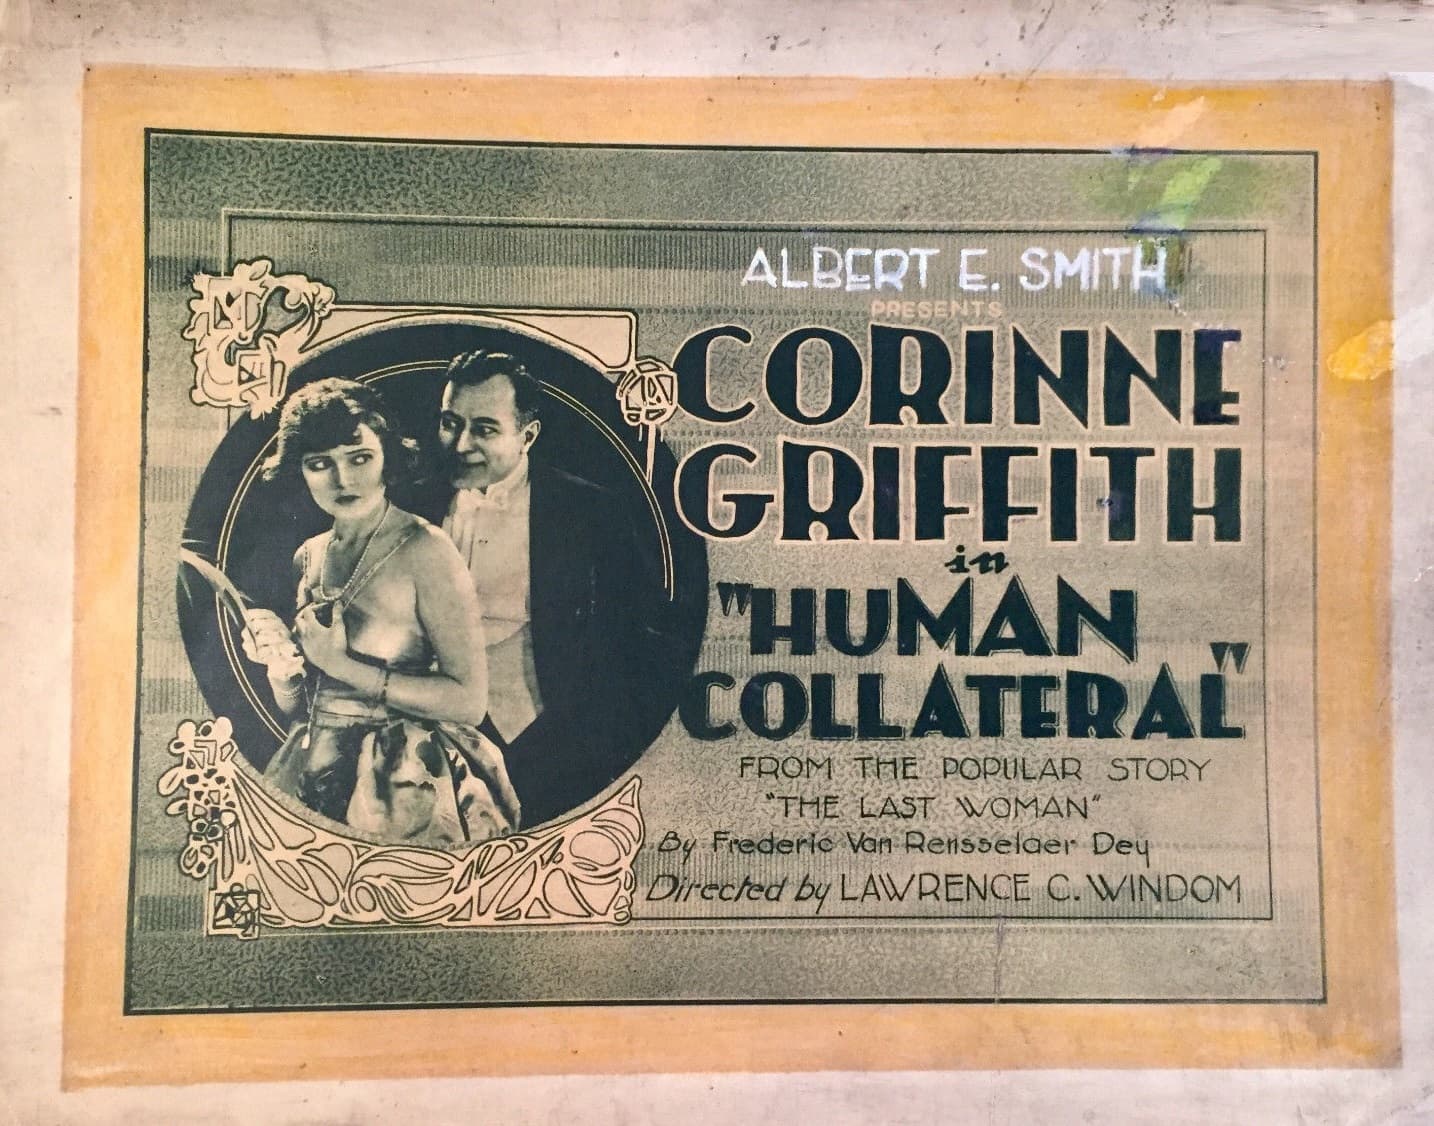 ALBERT E. SMITH
PRESENTS
CORINNE
GRIFFITH
in
"HUMAN
COLLATERAL"
FROM THE POPULAR STORY
"THE LAST WOMAN"
By Frederic Van Rensselaer Dey
Directed by LAWRENCE C. WINDOM